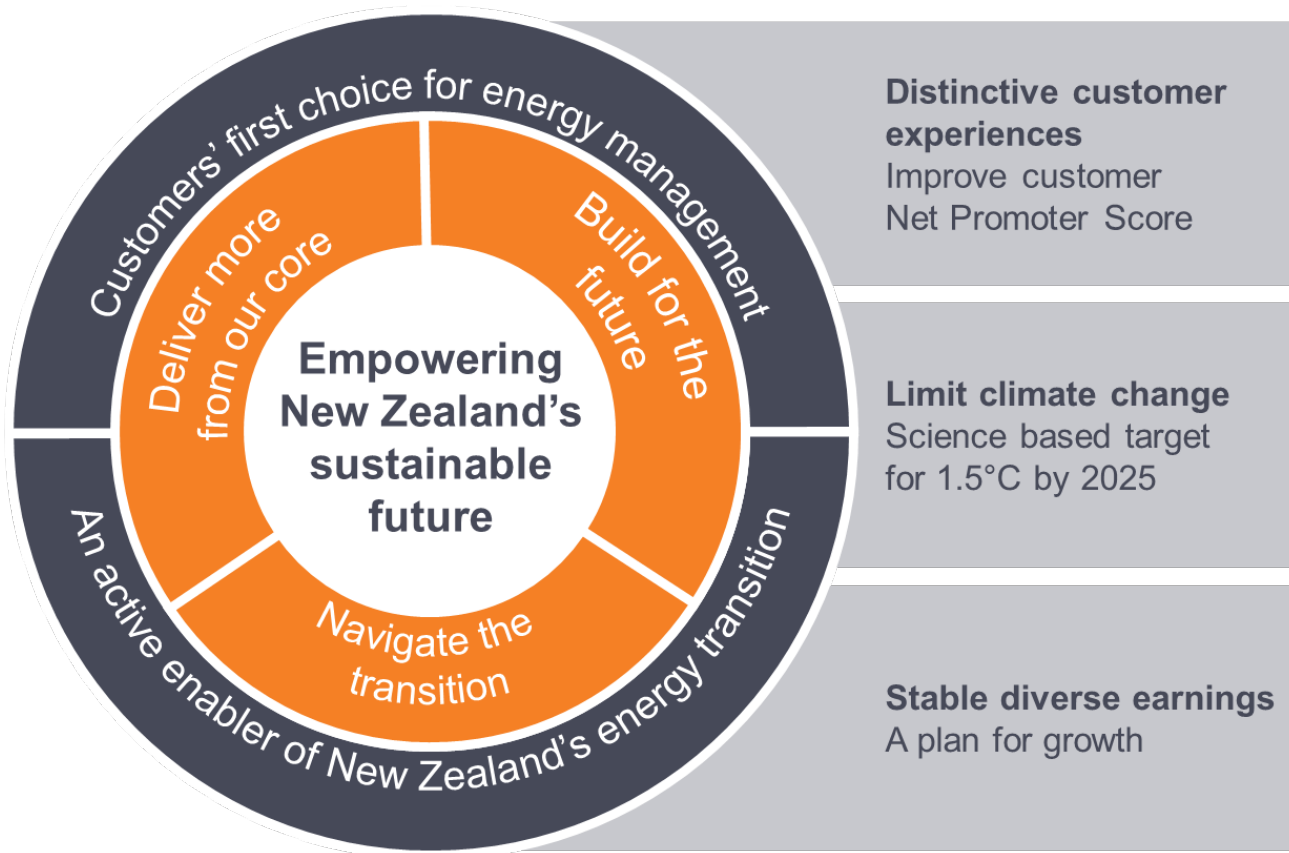 Customers’ first choice for energy management
Deliver more
from our core
Build for the
future
Empowering
New Zealand’s
sustainable
future
Navigate the
transition
An active enabler of New Zealand’s energy transition
Distinctive customer
experiences
Improve customer
Net Promoter Score
Limit climate change
Science based target
for 1.5°C by 2025
Stable diverse earnings
A plan for growth